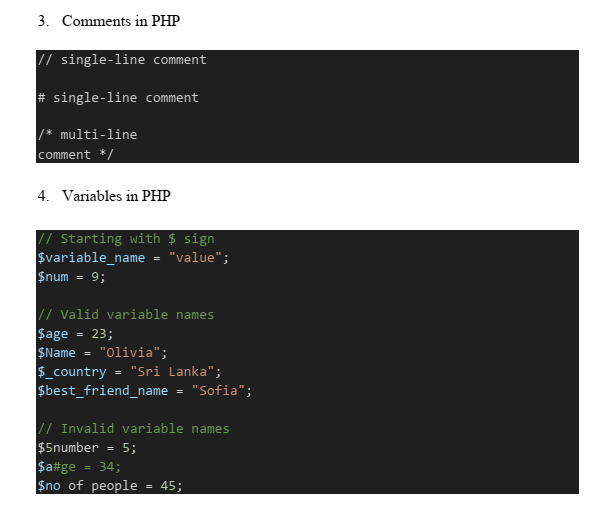 3. Comments in PHP
// single-line comment
# single-line comment
/* multi-line
comment */
4. Variables in PHP
// Starting with $ sign
$variable_name = "value";
$num = 9;
// Valid variable names
$age = 23;
$Name = "Olivia";
$_country = "Sri Lanka";
$best_friend_name = "Sofia";
// Invalid variable names
$5number = 5;
$a#ge = 34;
$no of people = 45;